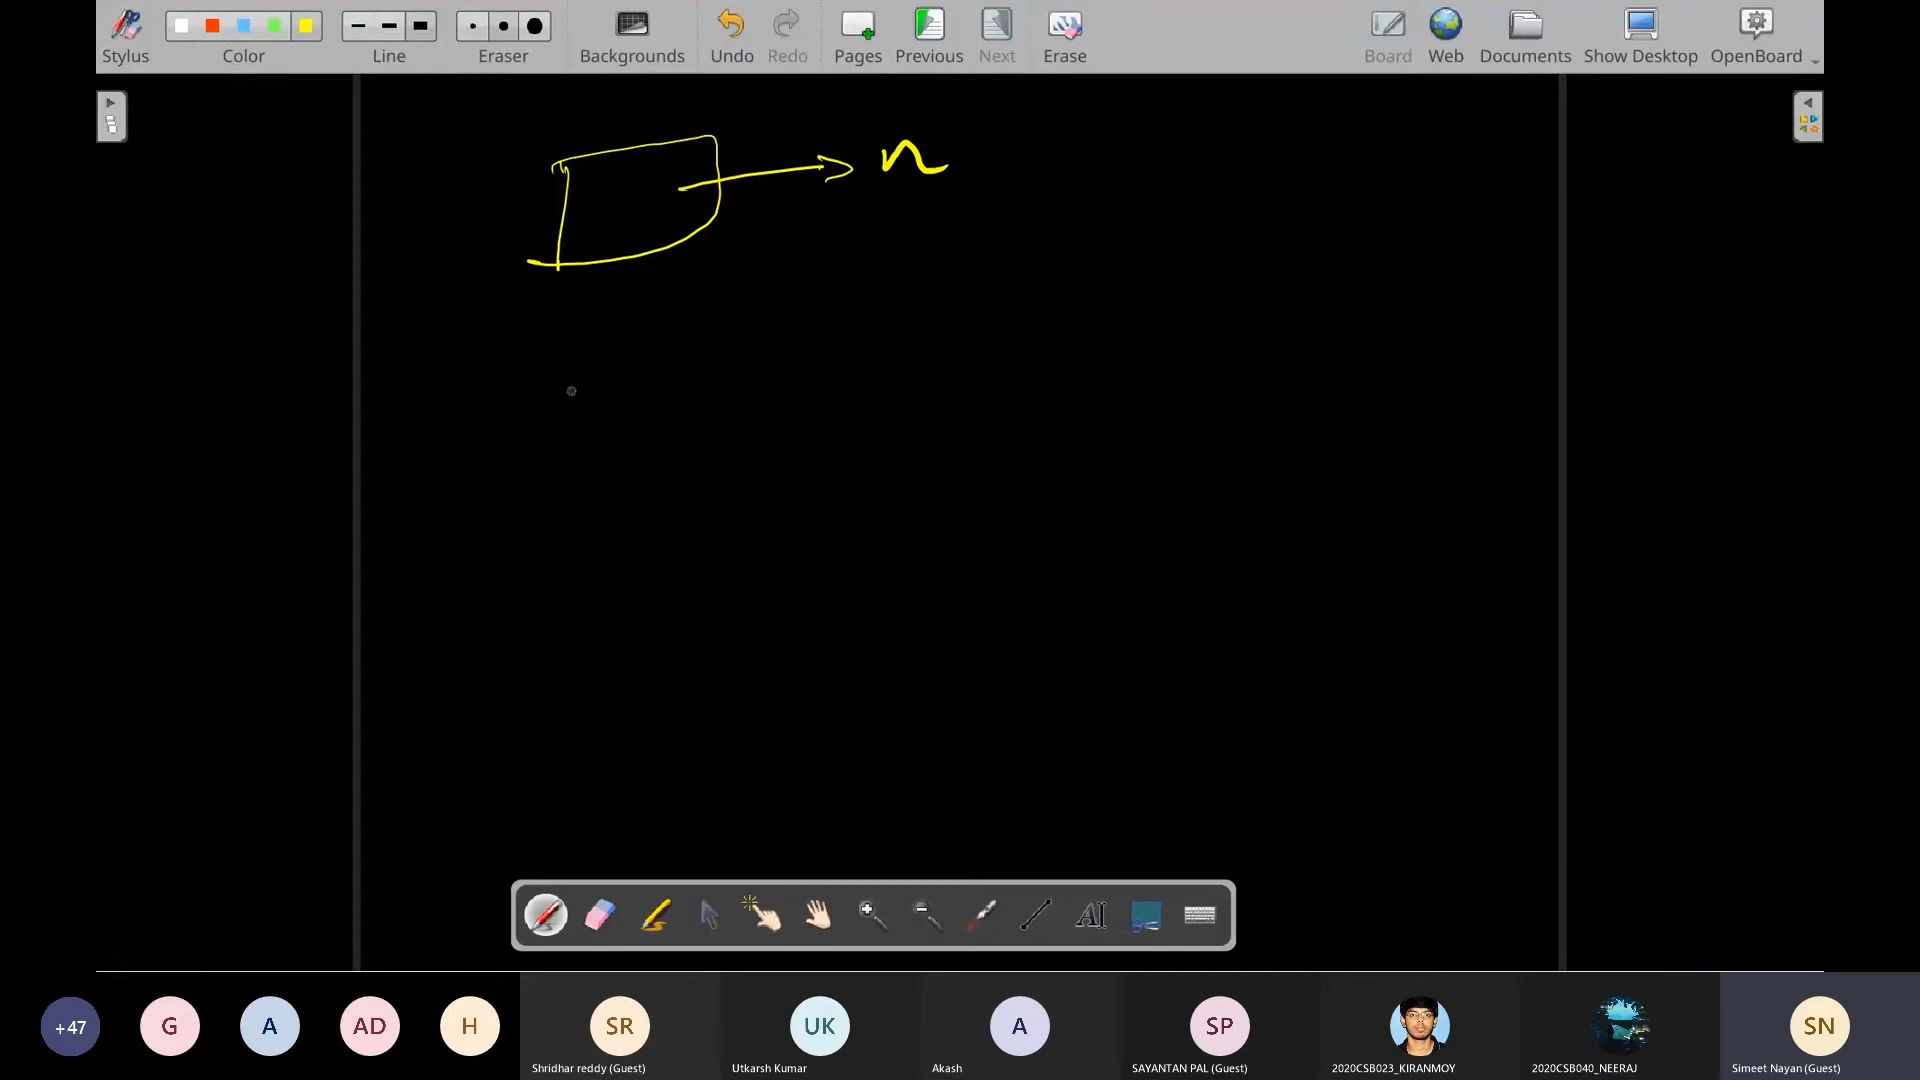 Stylus Color Line Eraser Backgrounds Undo Redo Pages Previous Next Erase Board Web Documents Show Desktop OpenBoard
n
AI
+47 G A AD H SR UK A SP SN
Shridhar reddy (Guest) Utkarsh Kumar Akash SAYANTAN PAL (Guest) 2020CSB023_KIRANMOY 2020CSB040_NEERAJ Simeet Nayan (Guest)